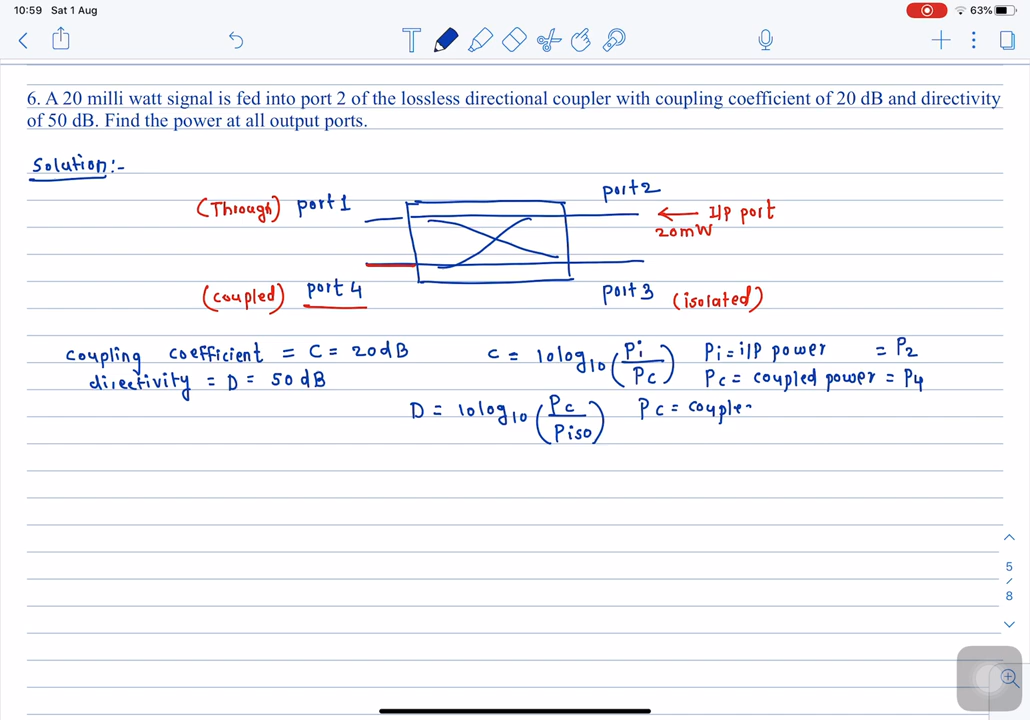 10:59 Sat 1 Aug
63%
T
6. A 20 milli watt signal is fed into port 2 of the lossless directional coupler with coupling coefficient of 20 dB and directivity
of 50 dB. Find the power at all output ports.
Solution:-
(Through) port 1
port 2
← I/P port
20mW
(coupled) port 4
port 3 (isolated)
coupling coefficient = C = 20dB
C = 10log10 (Pi/Pc) Pi = i/P power = P2
directivity = D = 50dB
Pc = coupled power = P4
D = 10log10 (Pc/Piso) Pc = couple
5
/
8